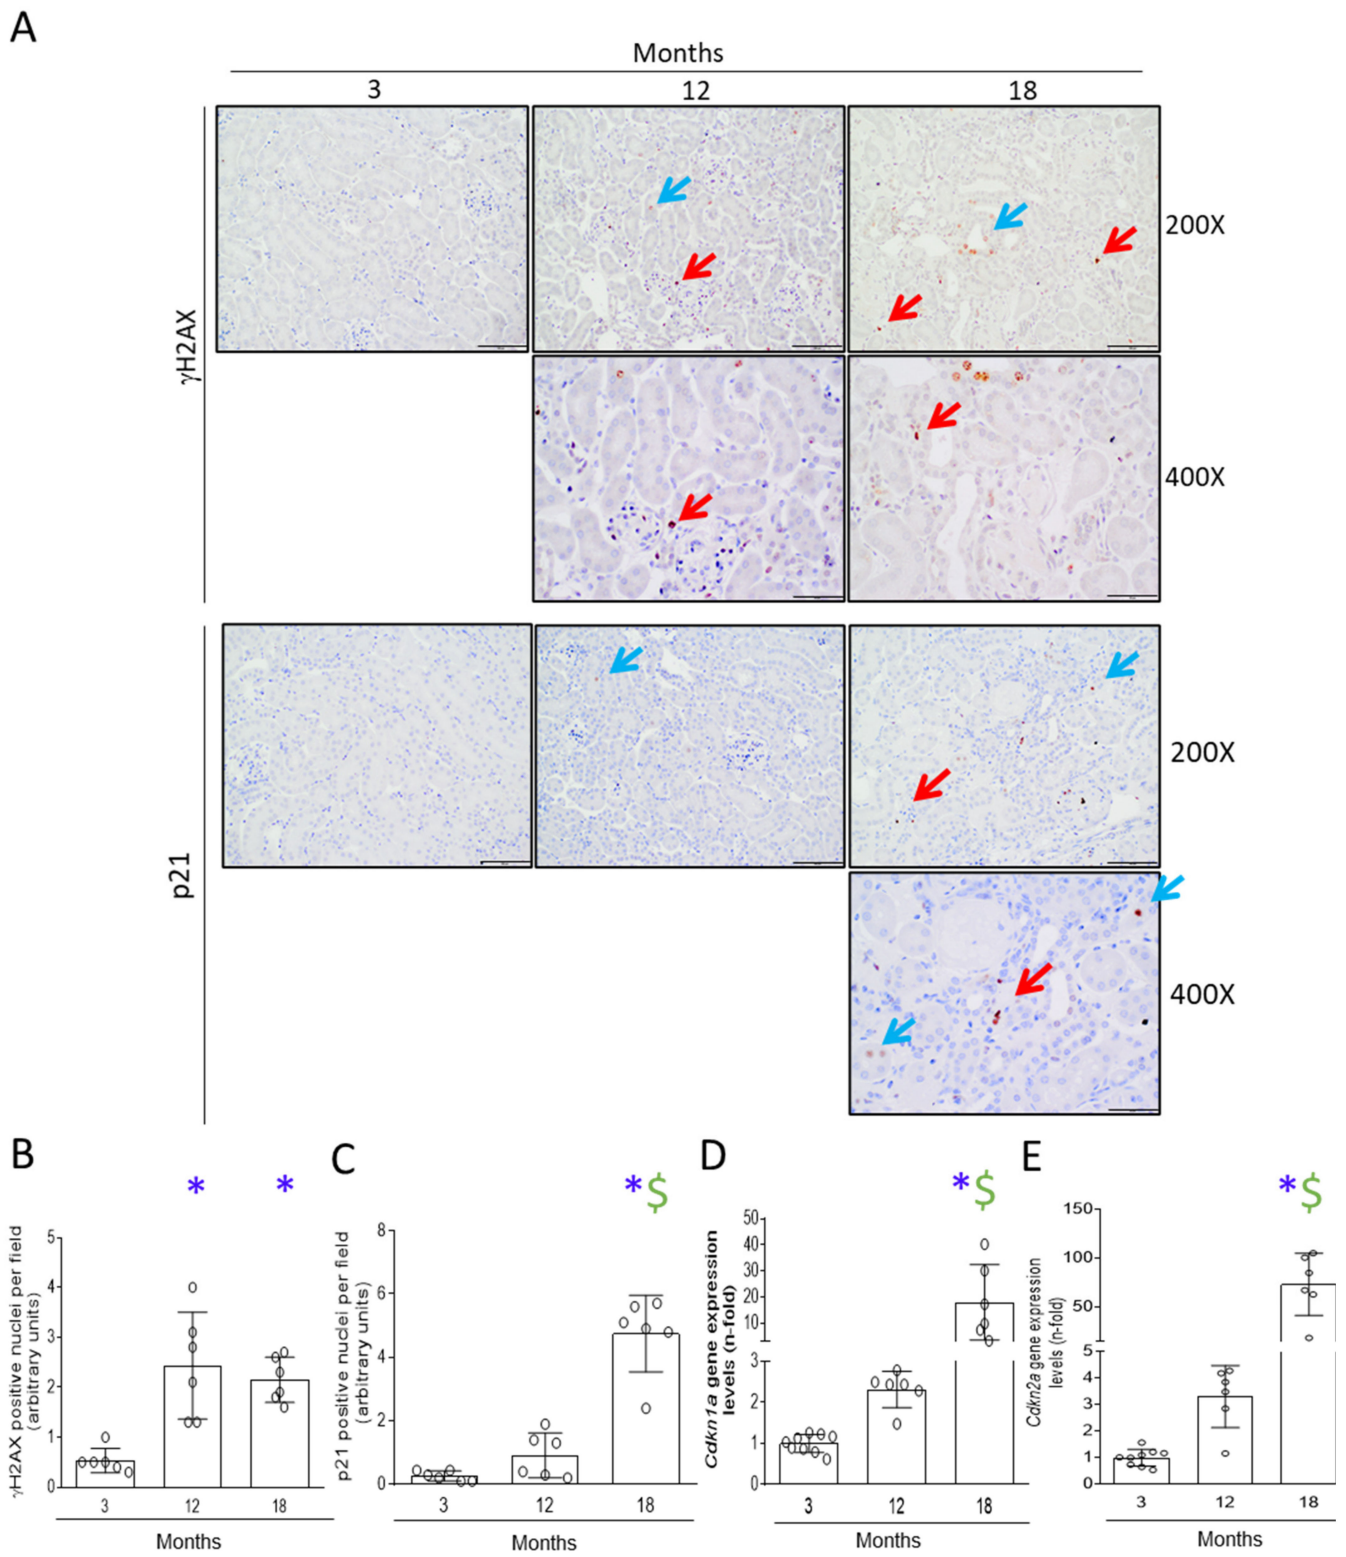 A
Months
3 12 18
γH2AX
200X
400X
p21
200X
400X
B
* *
γH2AX positive nuclei per field
(arbitrary units)
5
4
3
2
1
0
3 12 18
Months
C
*$
p21 positive nuclei per field
(arbitrary units)
8
6
4
2
0
3 12 18
Months
D
*$
Cdkn1a gene expression
levels (n-fold)
50
40
30
20
10
3
2
1
0
3 12 18
Months
E
*$
Cdkn2a gene expression
levels (n-fold)
150
100
50
5
4
3
2
1
0
3 12 18
Months